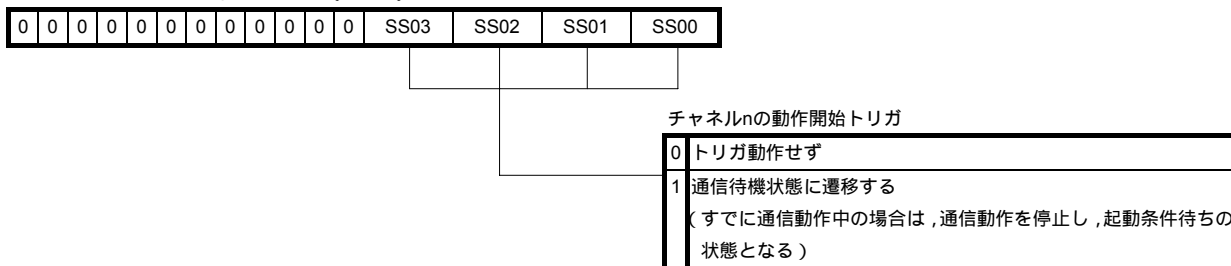 0 0 0 0 0 0 0 0 0 0 0 0 SS03 SS02 SS01 SS00
チャネルnの動作開始トリガ
0 トリガ動作せず
1 通信待機状態に遷移する
(すでに通信動作中の場合は,通信動作を停止し,起動条件待ちの
状態となる)